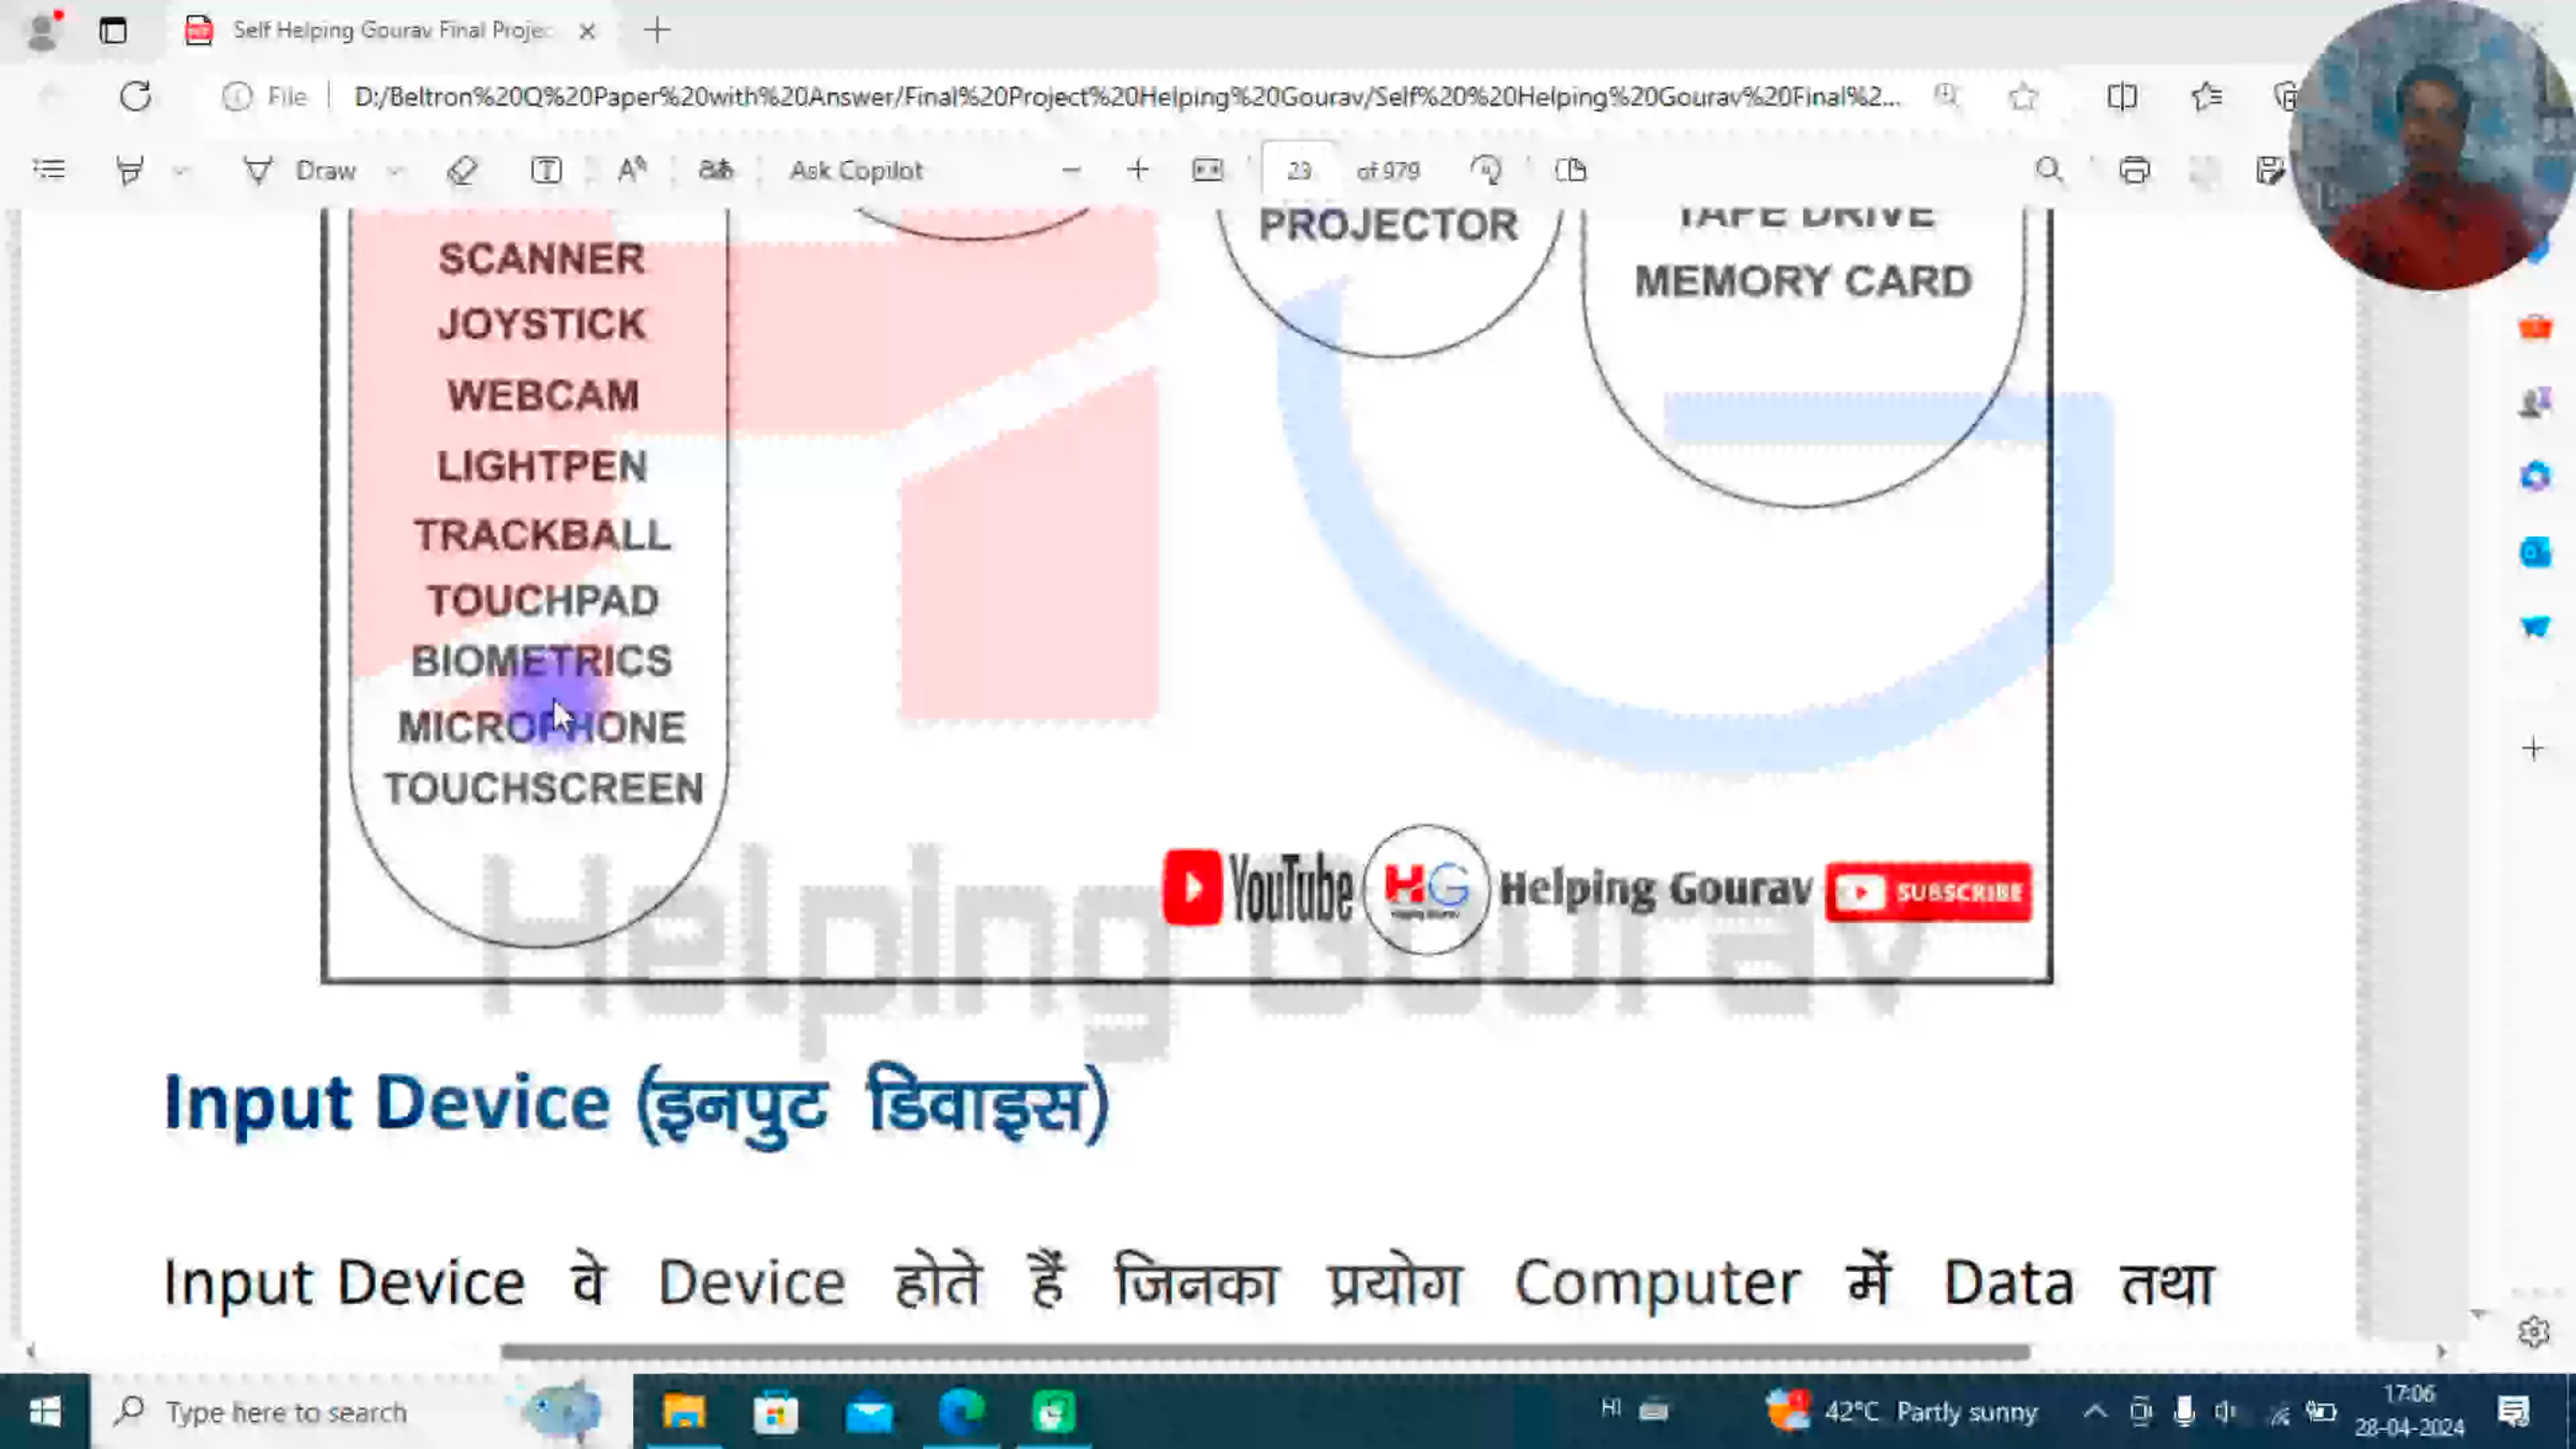 Self Helping Gourav Final Projec
File
D:/Beltron%20Q%20Paper%20with%20Answer/Final%20Project%20Helping%20Gourav/Self%20%20Helping%20Gourav%20Final%2...
Draw
Ask Copilot
23 of 979
SCANNER
JOYSTICK
WEBCAM
LIGHTPEN
TRACKBALL
TOUCHPAD
BIOMETRICS
MICROPHONE
TOUCHSCREEN
PROJECTOR
TAPE DRIVE
MEMORY CARD
YouTube HG Helping Gourav SUBSCRIBE
Helping Gourav
Input Device (इनपुट डिवाइस)
Input Device वे Device होते हैं जिनका प्रयोग Computer में Data तथा
Type here to search
HI
42°C Partly sunny
17:06
28-04-2024